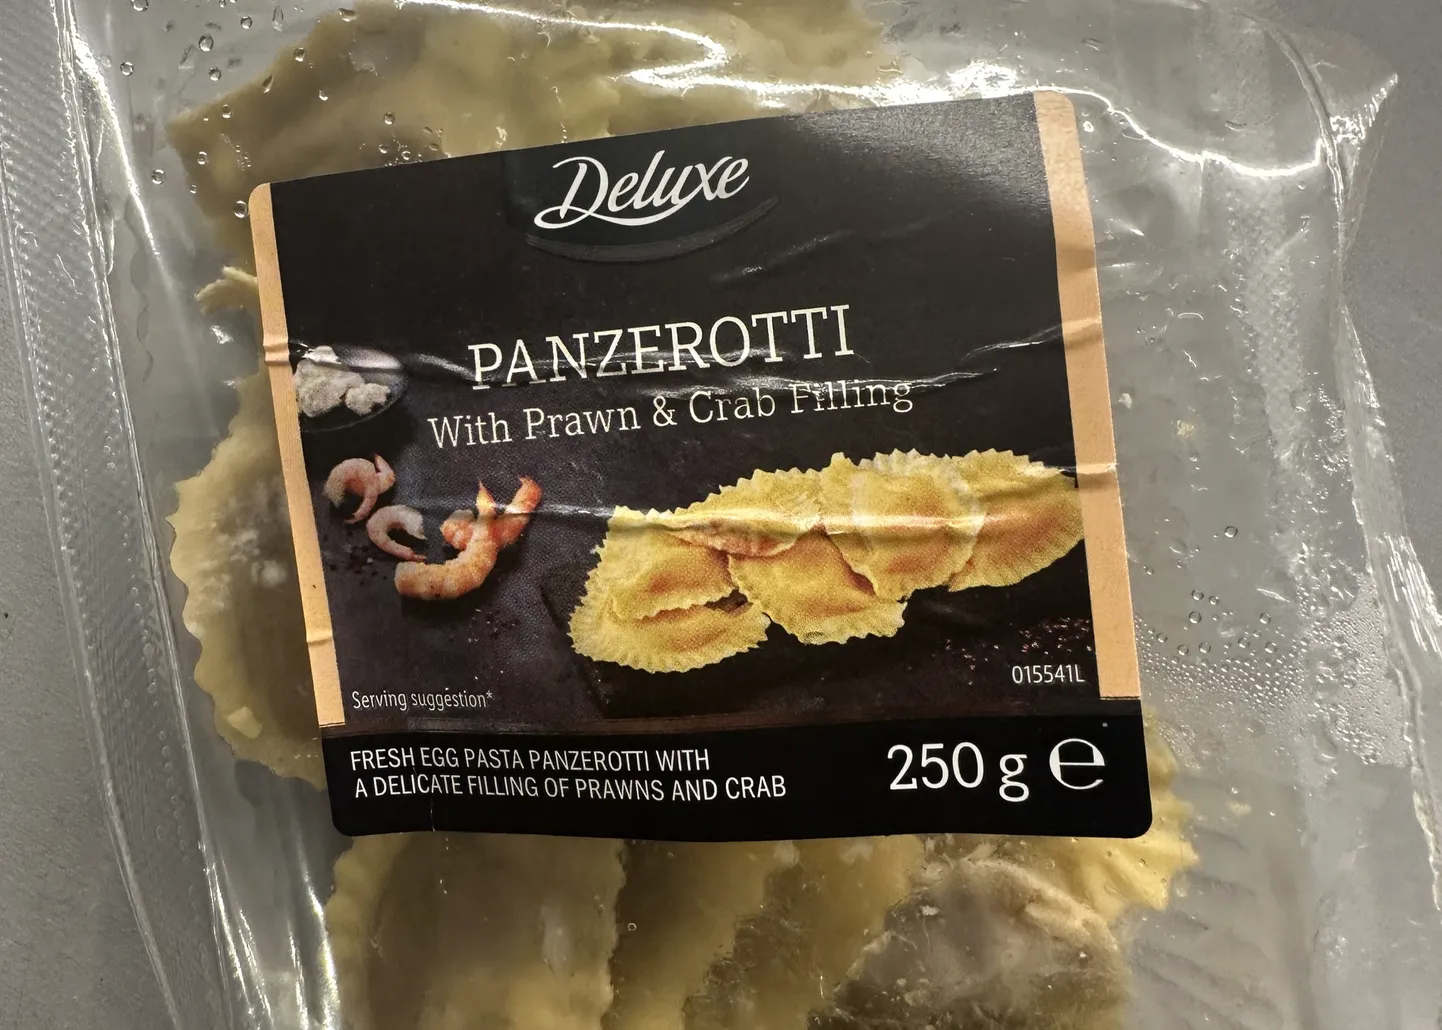 Deluxe
PANZEROTTI
With Prawn & Crab Filling
015541L
Serving suggestion*
FRESH EGG PASTA PANZEROTTI WITH
A DELICATE FILLING OF PRAWNS AND CRAB
250 g ℮